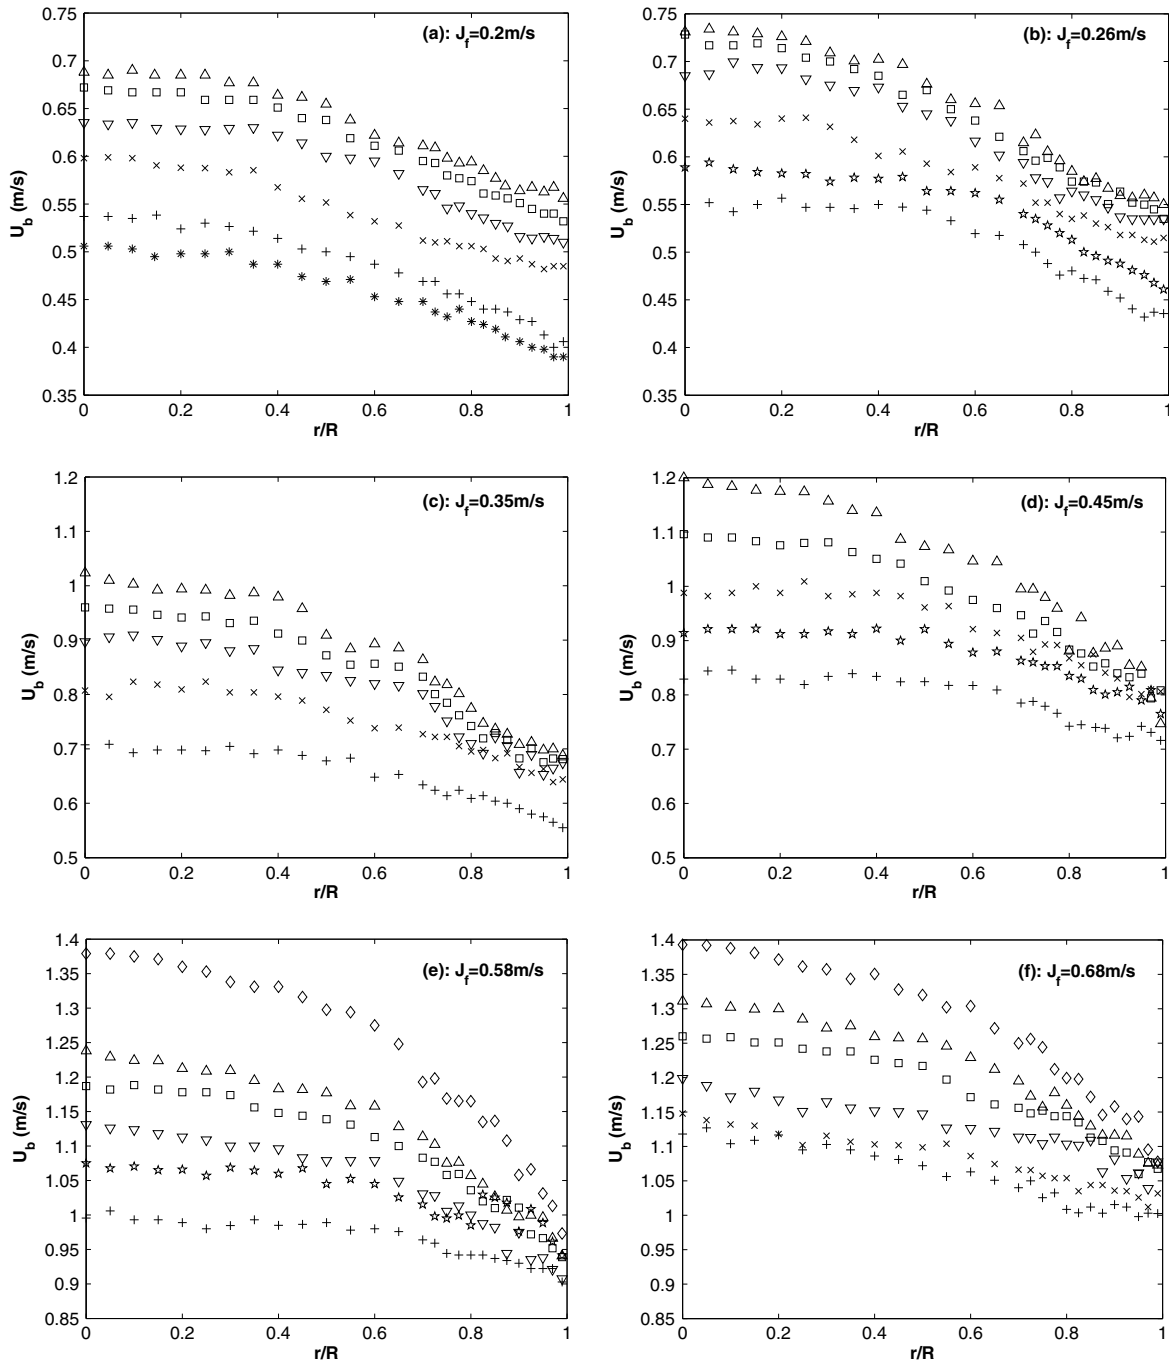 (a): J_f=0.2m/s
0.75
0.7
0.65
0.6
0.55
0.5
0.45
0.4
0.35
U_b (m/s)
0 0.2 0.4 0.6 0.8 1
r/R
(b): J_f=0.26m/s
0.75
0.7
0.65
0.6
0.55
0.5
0.45
0.4
0.35
U_b (m/s)
0 0.2 0.4 0.6 0.8 1
r/R
(c): J_f=0.35m/s
1.2
1.1
1
0.9
0.8
0.7
0.6
0.5
U_b (m/s)
0 0.2 0.4 0.6 0.8 1
r/R
(d): J_f=0.45m/s
1.2
1.1
1
0.9
0.8
0.7
0.6
0.5
U_b (m/s)
0 0.2 0.4 0.6 0.8 1
r/R
(e): J_f=0.58m/s
1.4
1.35
1.3
1.25
1.2
1.15
1.1
1.05
1
0.95
0.9
0.85
U_b (m/s)
0 0.2 0.4 0.6 0.8 1
r/R
(f): J_f=0.68m/s
1.4
1.35
1.3
1.25
1.2
1.15
1.1
1.05
1
0.95
0.9
0.85
U_b (m/s)
0 0.2 0.4 0.6 0.8 1
r/R